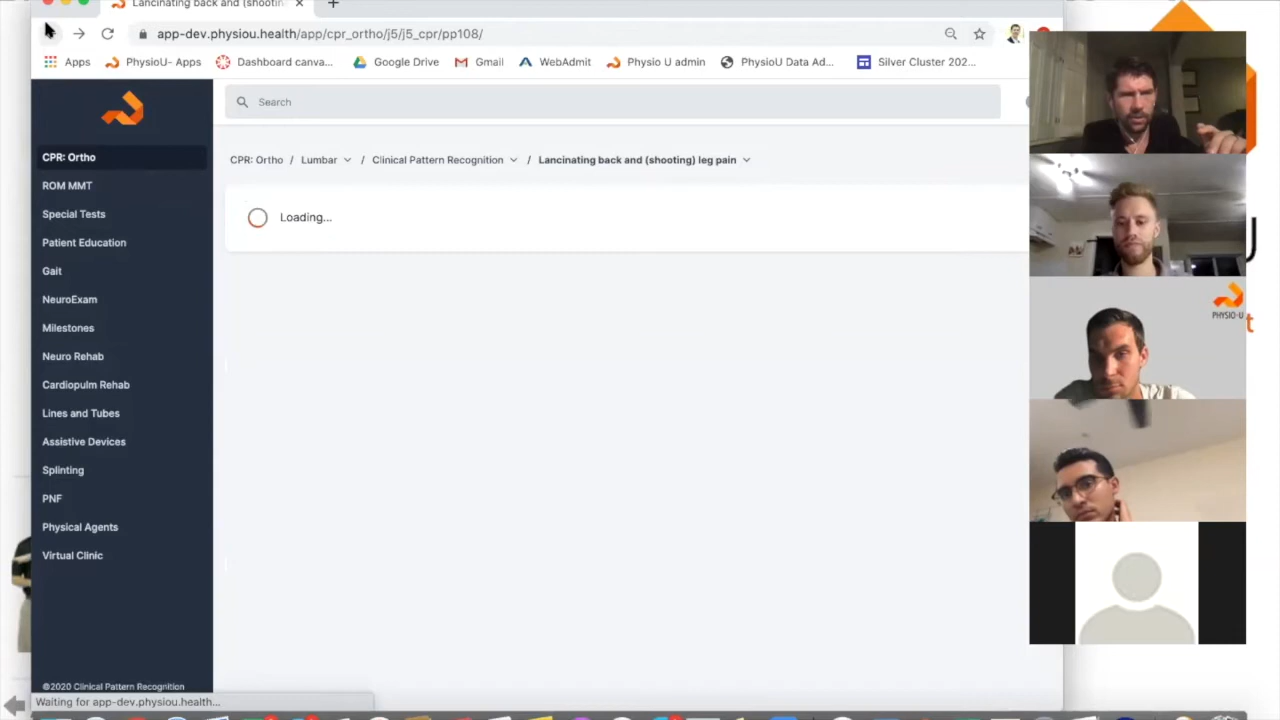 Lancinating back and (shootin
app-dev.physiou.health/app/cpr_ortho/j5/j5_cpr/pp108/
Apps
PhysioU- Apps
Dashboard canva...
Google Drive
Gmail
WebAdmit
Physio U admin
PhysioU Data Ad...
Silver Cluster 202...
Search
CPR: Ortho
ROM MMT
Special Tests
Patient Education
Gait
NeuroExam
Milestones
Neuro Rehab
Cardiopulm Rehab
Lines and Tubes
Assistive Devices
Splinting
PNF
Physical Agents
Virtual Clinic
©2020 Clinical Pattern Recognition
Waiting for app-dev.physiou.health...
CPR: Ortho / Lumbar / Clinical Pattern Recognition / Lancinating back and (shooting) leg pain
Loading...
PHYSIO-U
U
t